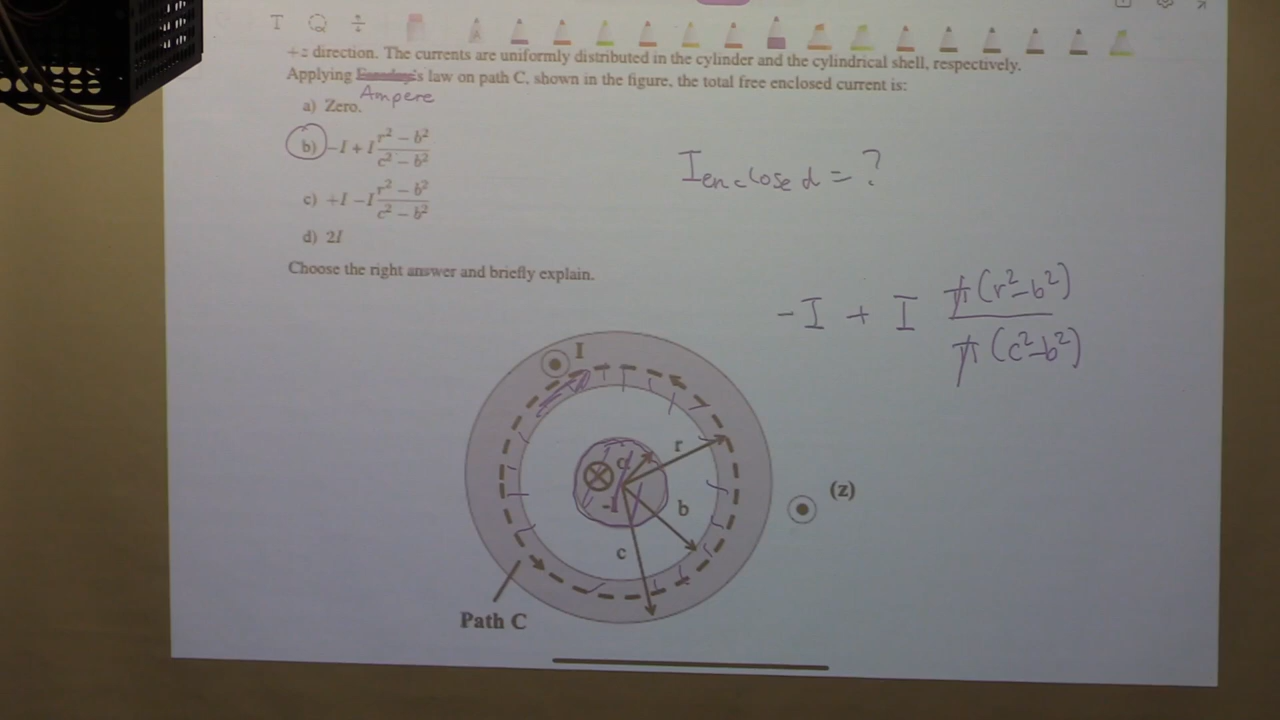 T
÷
+z direction. The currents are uniformly distributed in the cylinder and the cylindrical shell, respectively.
Applying Faraday's law on path C, shown in the figure, the total free enclosed current is:
Ampere
a) Zero.
b) -I + I (r² - b²)/(c² - b²)
c) +I - I (r² - b²)/(c² - b²)
d) 2I
Choose the right answer and briefly explain.
I enclosed = ?
-I + I π(r²-b²)/π(c²-b²)
I
r
a
-I
b
c
(z)
Path C